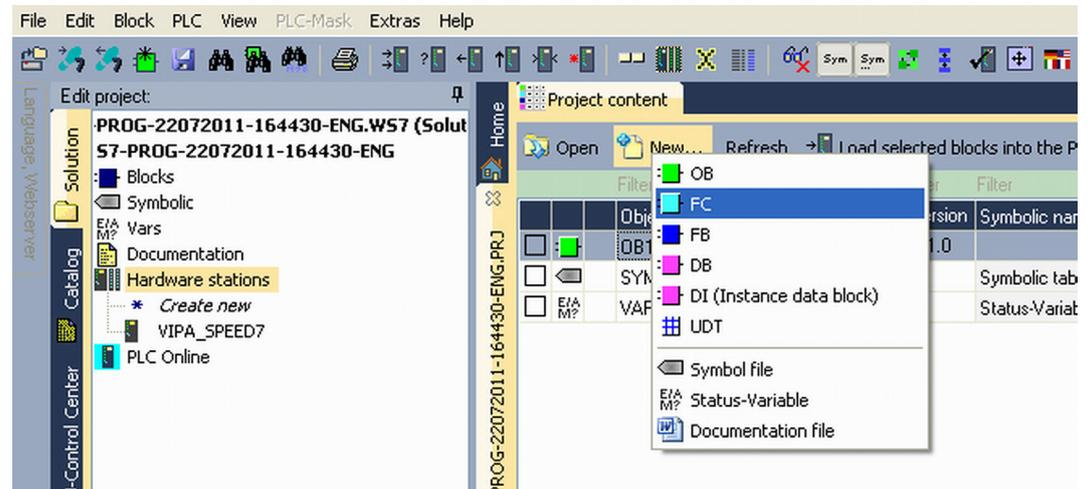 File Edit Block PLC View PLC-Mask Extras Help
Sym Sym
Language, Webserver
Edit project:
Solution
Catalog
-Control Center
PROG-22072011-164430-ENG.WS7 (Solut
S7-PROG-22072011-164430-ENG
Blocks
Symbolic
E/A M? Vars
Documentation
Hardware stations
* Create new
VIPA_SPEED7
PLC Online
Home
PROG-22072011-164430-ENG.PRJ
Project content
Open New... Refresh Load selected blocks into the P
Filter Filter
Obje ersion Symbolic nar
OB1 1.0
SYM Symbolic tab
E/A M? VAR Status-Variab
OB
FC
FB
DB
DI (Instance data block)
UDT
Symbol file
E/A M? Status-Variable
Documentation file